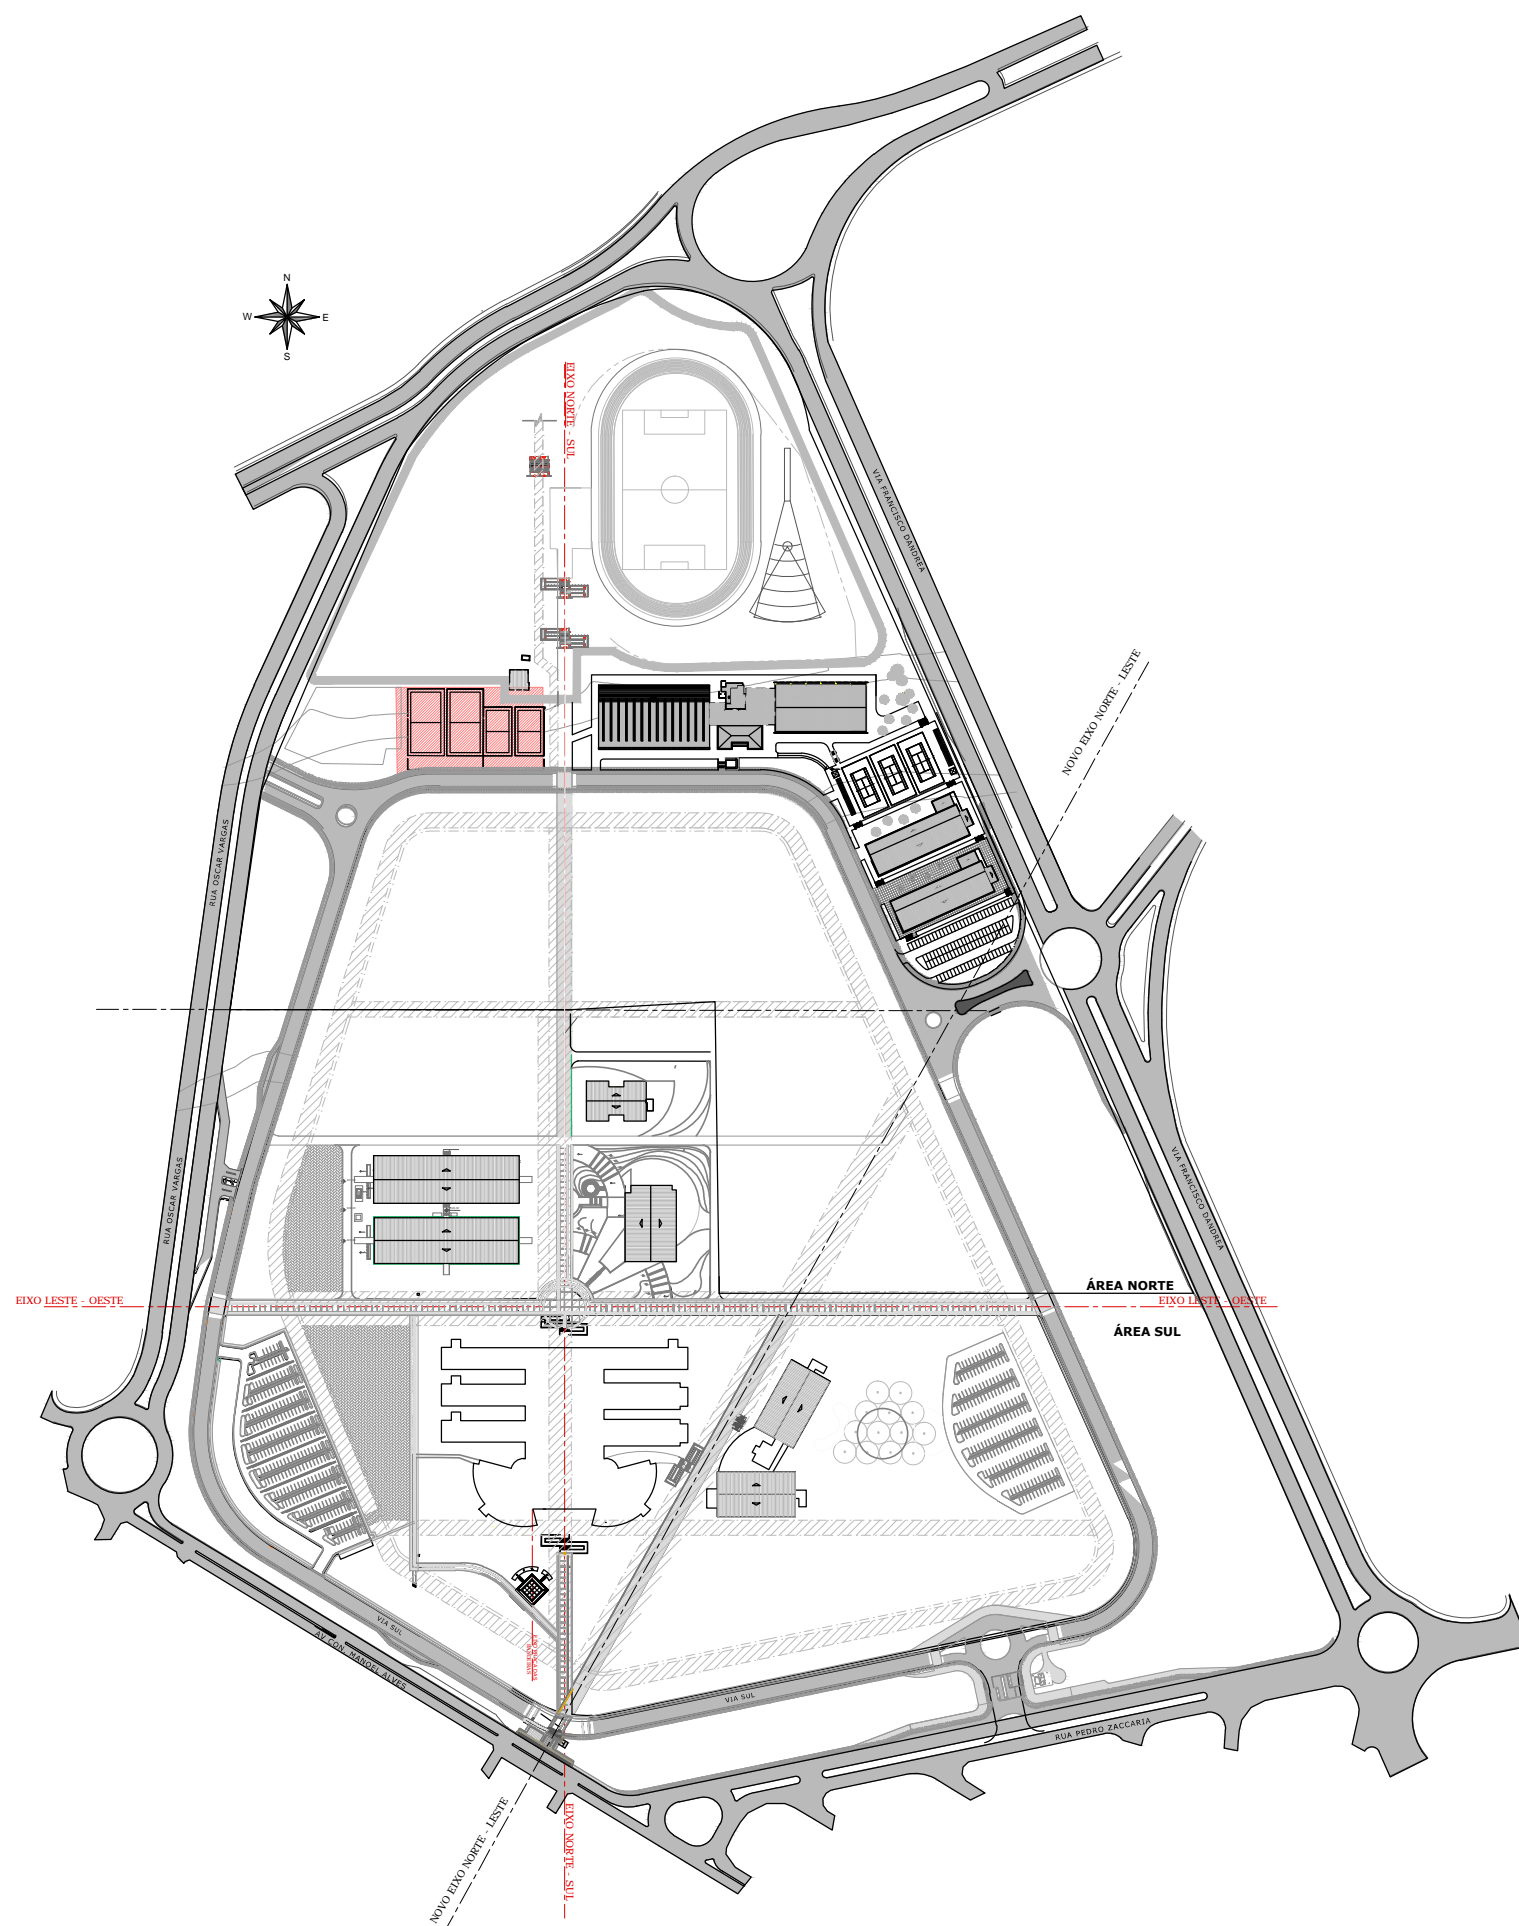 N
W
E
S
EIXO NORTE - SUL
VIA FRANCISCO DANDREA
NOVO EIXO NORTE - LESTE
RUA OSCAR VARGAS
RUA OSCAR VARGAS
VIA FRANCISCO DANDREA
ÁREA NORTE
EIXO LESTE - OESTE
EIXO LESTE - OESTE
ÁREA SUL
VIA SUL
AV CON. MANOEL ALVES
VIA SUL
RUA PEDRO ZACCARIA
NOVO EIXO NORTE - LESTE
EIXO NORTE - SUL